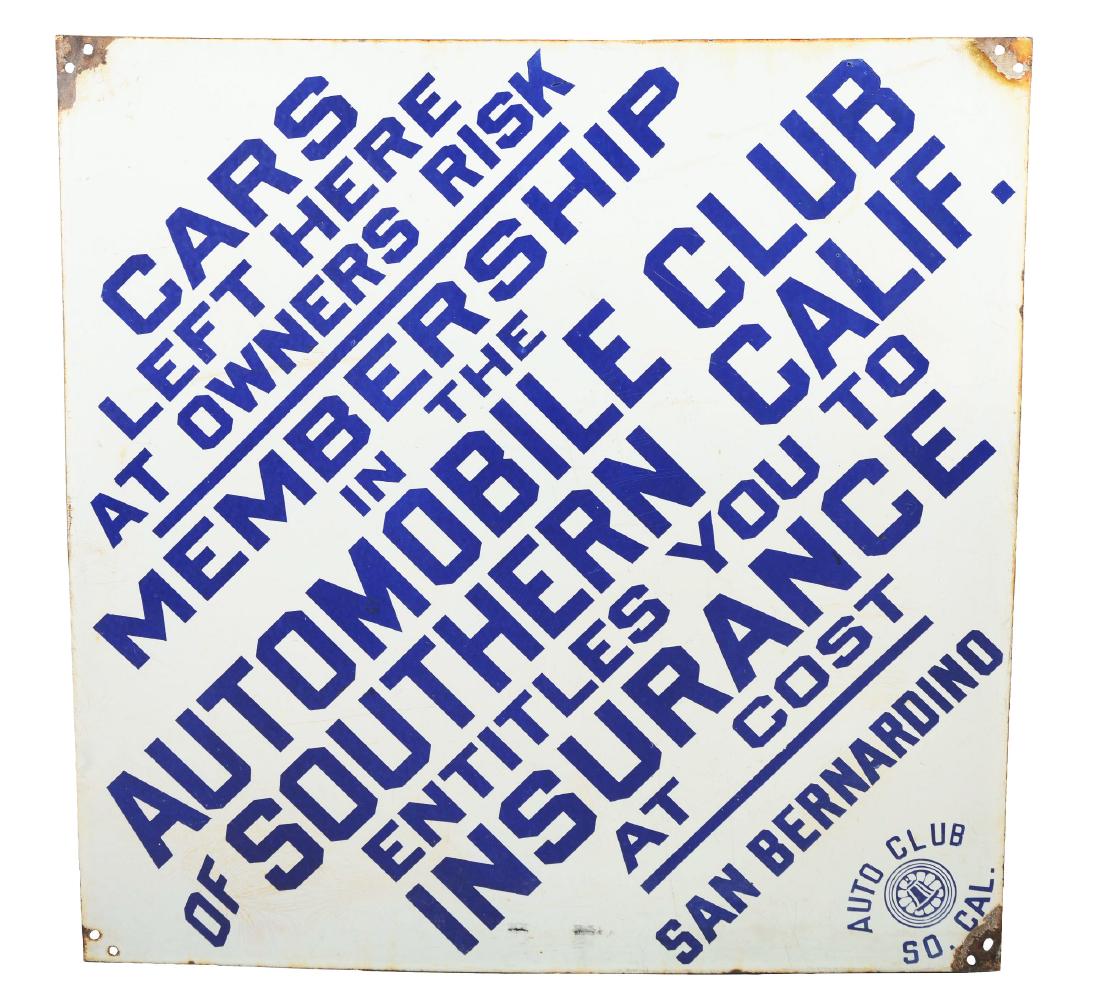 CARS
LEFT HERE
AT OWNERS RISK
MEMBERSHIP
IN THE
AUTOMOBILE CLUB
OF SOUTHERN CALIF.
ENTITLES YOU TO
INSURANCE
AT COST
SAN BERNARDINO
AUTO CLUB
SO. CAL.